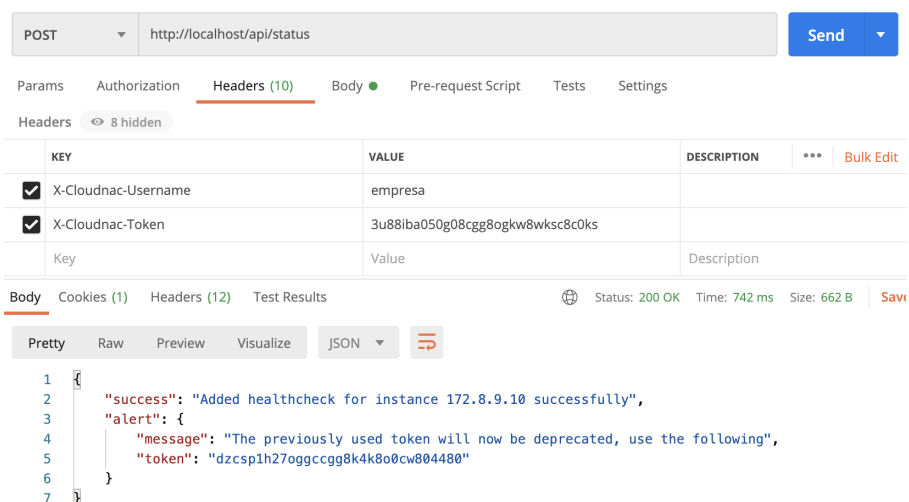 POST http://localhost/api/status Send
Params Authorization Headers (10) Body Pre-request Script Tests Settings
Headers 8 hidden
KEY VALUE DESCRIPTION ••• Bulk Edit
X-Cloudnac-Username empresa
X-Cloudnac-Token 3u88iba050g08cgg8ogkw8wksc8c0ks
Key Value Description
Body Cookies (1) Headers (12) Test Results Status: 200 OK Time: 742 ms Size: 662 B Save
Pretty Raw Preview Visualize JSON
1 {
2 "success": "Added healthcheck for instance 172.8.9.10 successfully",
3 "alert": {
4 "message": "The previously used token will now be deprecated, use the following",
5 "token": "dzcsp1h27oggccgg8k4k8o0cw804480"
6 }
7 }